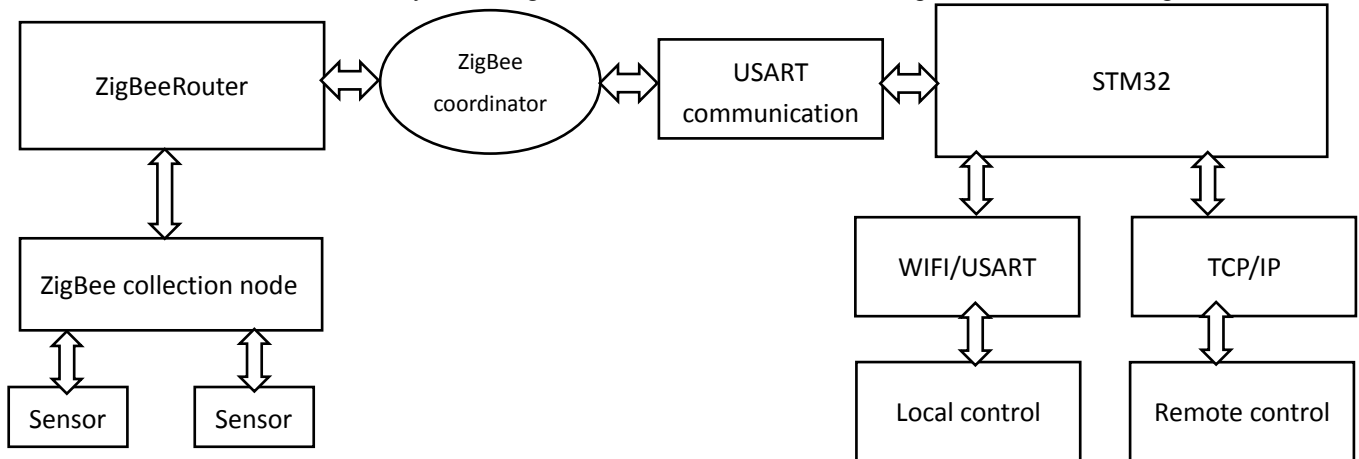 ZigBeeRouter
ZigBee
coordinator
USART
communication
STM32
ZigBee collection node
WIFI/USART
TCP/IP
Sensor
Sensor
Local control
Remote control